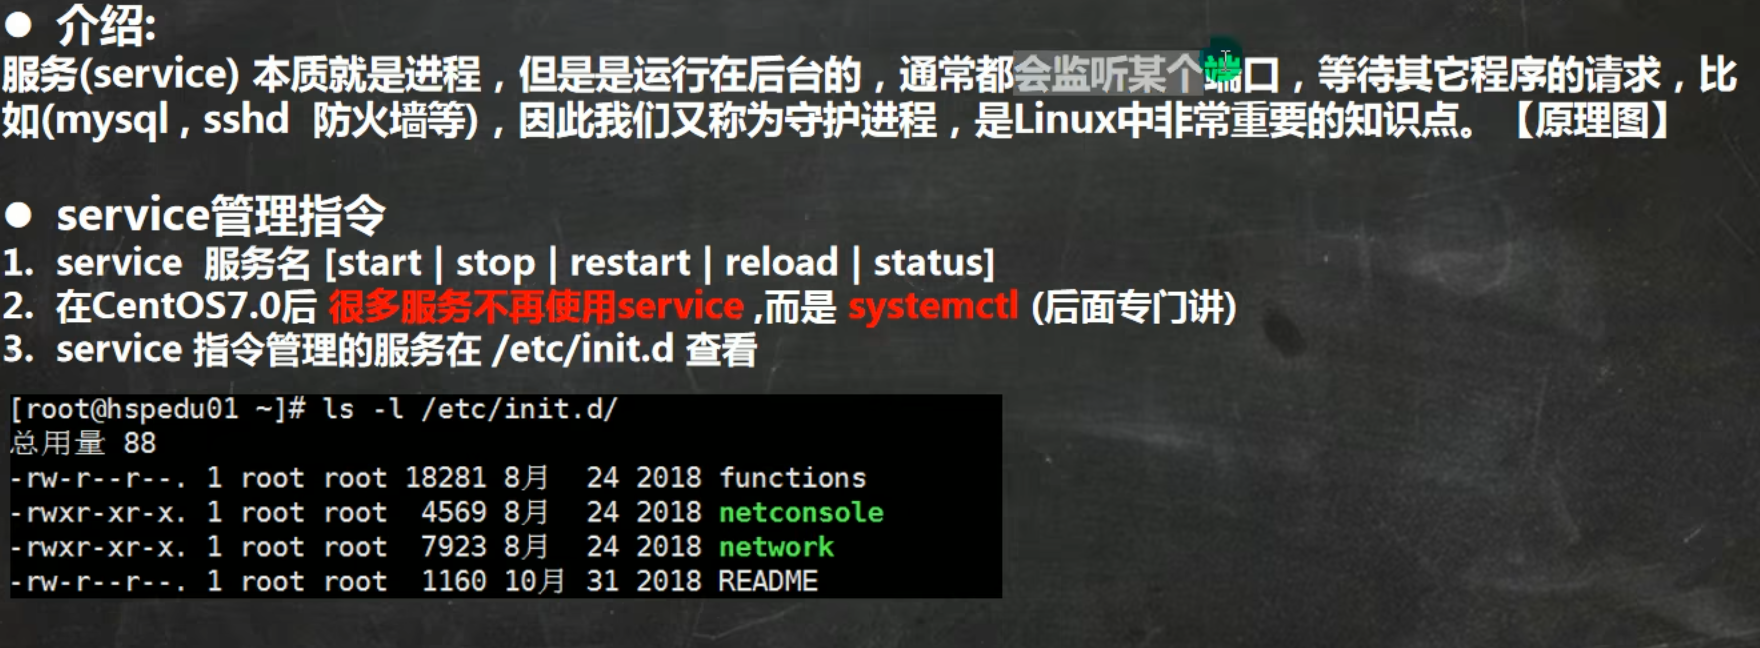 ● 介绍:
服务(service) 本质就是进程，但是是运行在后台的，通常都会监听某个端口，等待其它程序的请求，比
如(mysql , sshd 防火墙等)，因此我们又称为守护进程，是Linux中非常重要的知识点。【原理图】
● service管理指令
1. service 服务名 [start | stop | restart | reload | status]
2. 在CentOS7.0后 很多服务不再使用service ,而是 systemctl (后面专门讲)
3. service 指令管理的服务在 /etc/init.d 查看
[root@hspedu01 ~]# ls -l /etc/init.d/
总用量 88
-rw-r--r--. 1 root root 18281 8月 24 2018 functions
-rwxr-xr-x. 1 root root 4569 8月 24 2018 netconsole
-rwxr-xr-x. 1 root root 7923 8月 24 2018 network
-rw-r--r--. 1 root root 1160 10月 31 2018 README